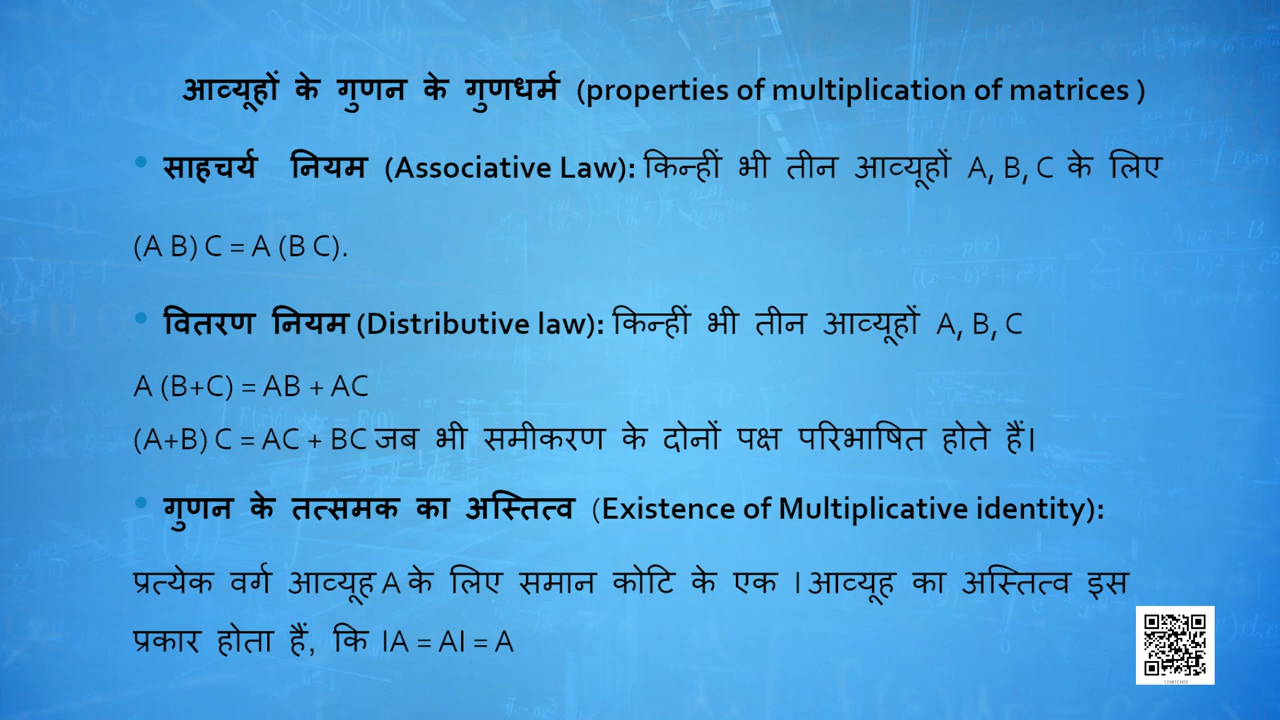 आव्यूहों के गुणन के गुणधर्म (properties of multiplication of matrices )
• साहचर्य नियम (Associative Law): किन्हीं भी तीन आव्यूहों A, B, C के लिए
(A B) C = A (B C).
• वितरण नियम (Distributive law): किन्हीं भी तीन आव्यूहों A, B, C
A (B+C) = AB + AC
(A+B) C = AC + BC जब भी समीकरण के दोनों पक्ष परिभाषित होते हैं।
• गुणन के तत्समक का अस्तित्व (Existence of Multiplicative identity):
प्रत्येक वर्ग आव्यूह A के लिए समान कोटि के एक I आव्यूह का अस्तित्व इस
प्रकार होता हैं, कि IA = AI = A